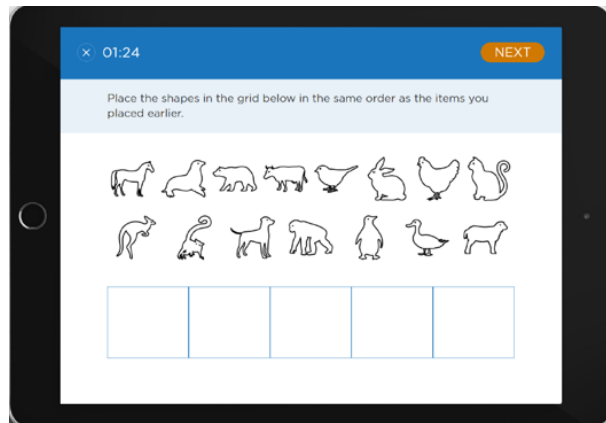 01:24
NEXT
Place the shapes in the grid below in the same order as the items you
placed earlier.